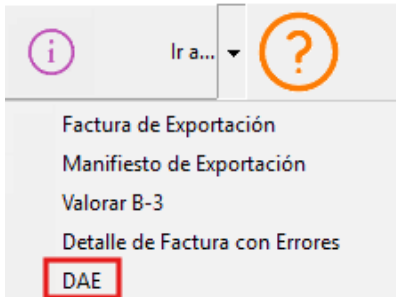 Ir a...
Factura de Exportación
Manifiesto de Exportación
Valorar B-3
Detalle de Factura con Errores
DAE